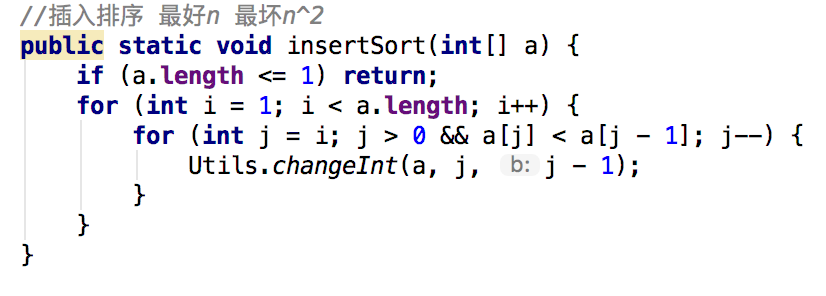 //插入排序 最好n 最坏n^2
public static void insertSort(int[] a) {
    if (a.length <= 1) return;
    for (int i = 1; i < a.length; i++) {
        for (int j = i; j > 0 && a[j] < a[j - 1]; j--) {
            Utils.changeInt(a, j, b: j - 1);
        }
    }
}